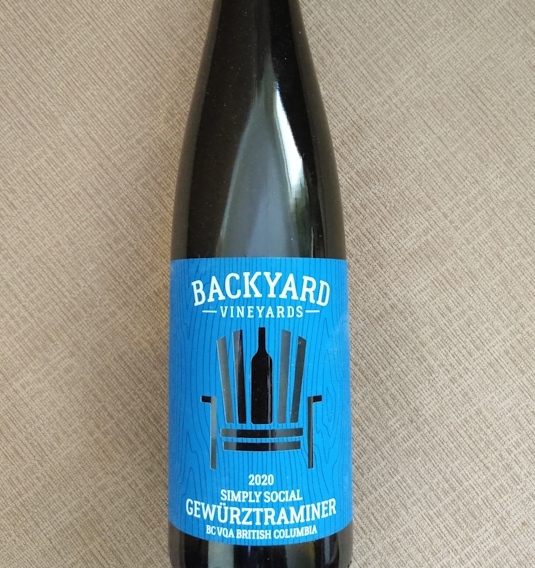 BACKYARD
VINEYARDS
2020
SIMPLY SOCIAL
GEWÜRZTRAMINER
BC VQA BRITISH COLUMBIA